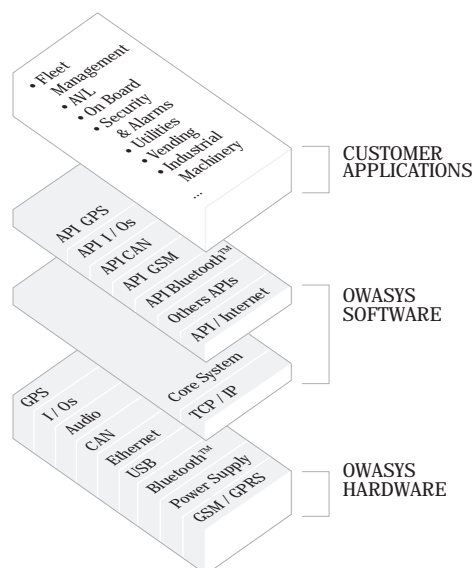 • Fleet
Management
• AVL
• On Board
• Security
& Alarms
• Utilities
• Vending
• Industrial
Machinery
...
CUSTOMER
APPLICATIONS
API GPS
API I / Os
API CAN
API GSM
API Bluetooth™
Others APIs
API / Internet
OWASYS
SOFTWARE
Core System
TCP / IP
GPS
I / Os
Audio
CAN
Ethernet
USB
Bluetooth™
Power Supply
GSM / GPRS
OWASYS
HARDWARE